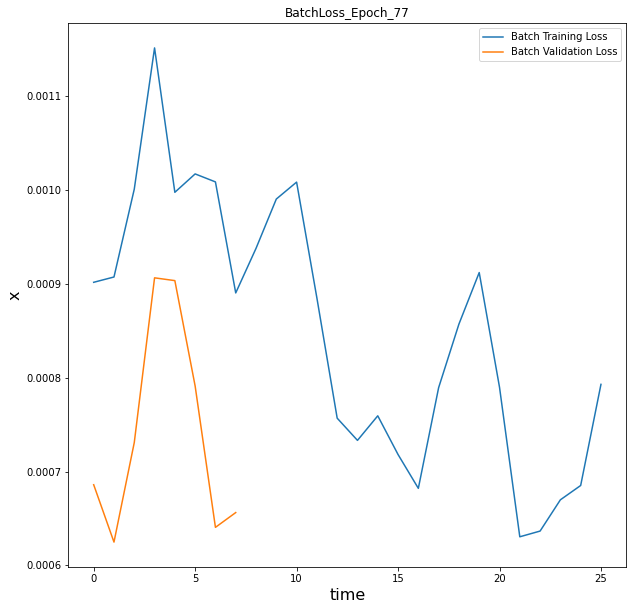 BatchLoss_Epoch_77
Batch Training Loss
Batch Validation Loss
0.0011
0.0010
0.0009
0.0008
0.0007
0.0006
x
0
5
10
15
20
25
time